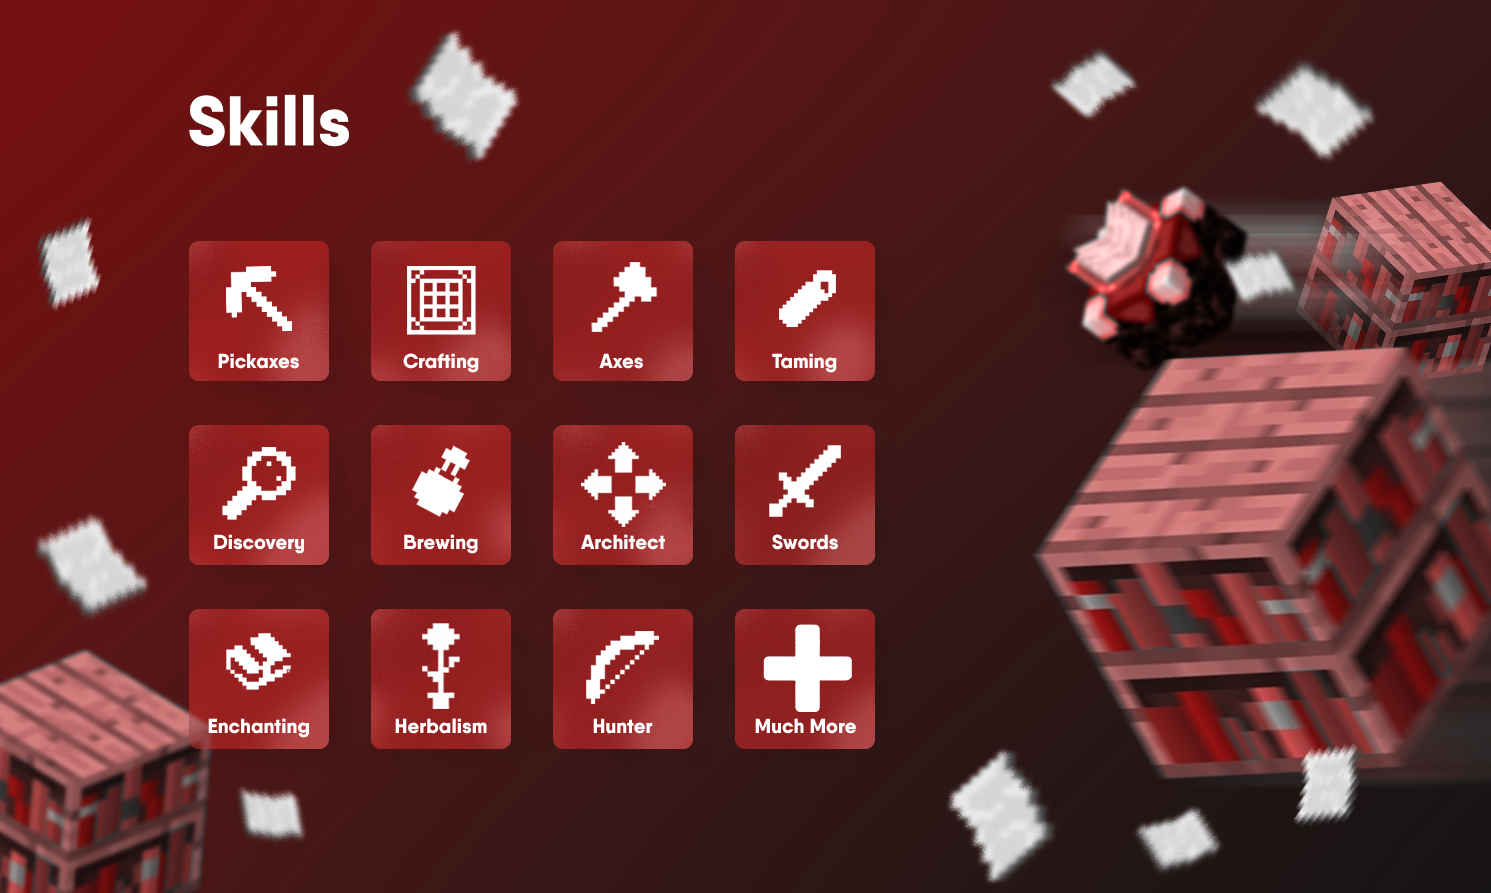 Skills
Pickaxes
Crafting
Axes
Taming
Discovery
Brewing
Architect
Swords
Enchanting
Herbalism
Hunter
Much More